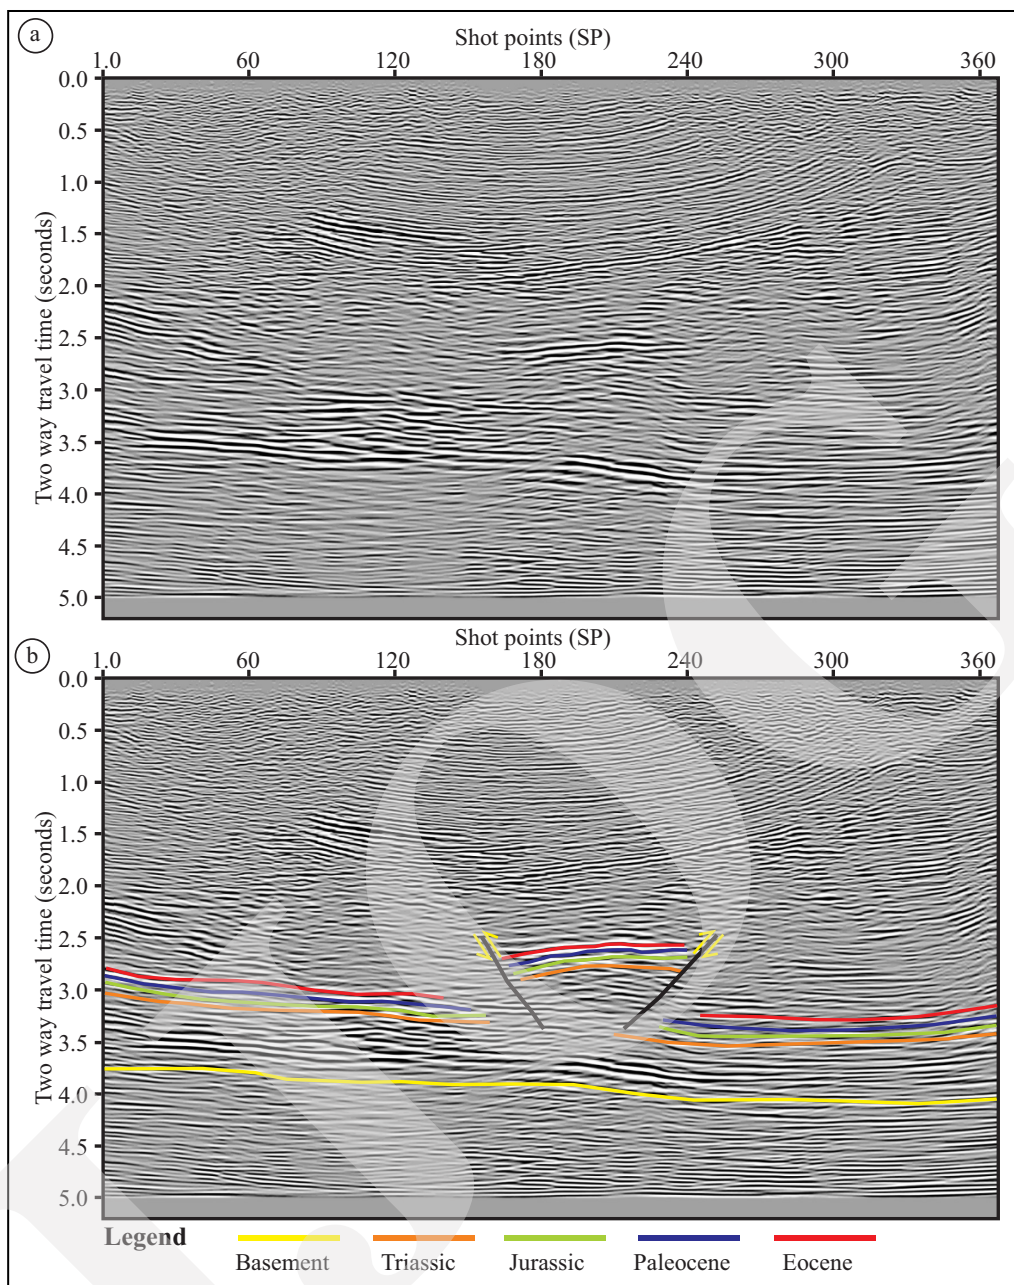 a
Shot points (SP)
1.0 60 120 180 240 300 360
Two way travel time (seconds)
0.0
0.5
1.0
1.5
2.0
2.5
3.0
3.5
4.0
4.5
5.0
b
Shot points (SP)
1.0 60 120 180 240 300 360
Two way travel time (seconds)
0.0
0.5
1.0
1.5
2.0
2.5
3.0
3.5
4.0
4.5
5.0
Legend
Basement Triassic Jurassic Paleocene Eocene